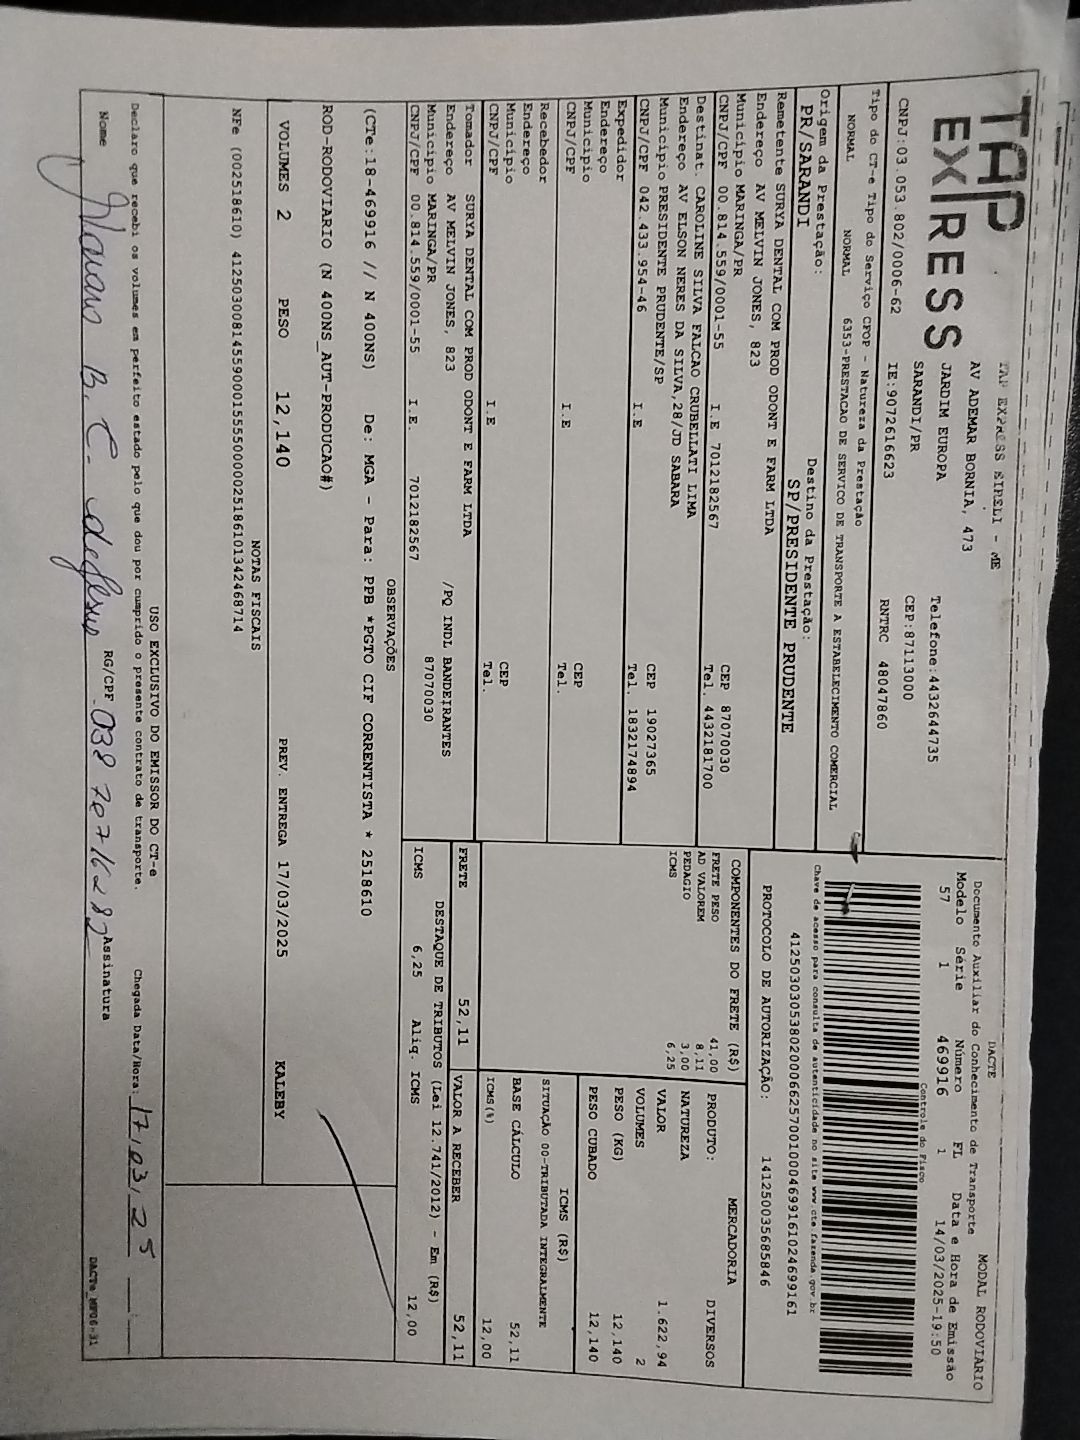 TAP
EXPRESS
TAP EXPRESS EIRELI - ME
AV ADEMAR BORNIA, 473
JARDIM EUROPA
SARANDI/PR
Telefone:4432644735
CEP:87113000
CNPJ:03.053.802/0006-62 IE:9072616623 RNTRC 48047860
DACTE
Documento Auxiliar do Conhecimento de Transporte
MODAL RODOVIÁRIO
Modelo Série Número FL Data e Hora de Emissão
57 1 469916 1 14/03/2025-19:50
Controle do Fisco
Chave de acesso para consulta de autenticidade no site www.cte.fazenda.gov.br
41250303053802000662570010004699161024699161
PROTOCOLO DE AUTORIZAÇÃO: 141250035685846
Tipo do CT-e Tipo do Serviço CFOP - Natureza da Prestação
NORMAL NORMAL 6353-PRESTACAO DE SERVICO DE TRANSPORTE A ESTABELECIMENTO COMERCIAL
Origem da Prestação: Destino da Prestação:
PR/SARANDI SP/PRESIDENTE PRUDENTE
Remetente SURYA DENTAL COM PROD ODONT E FARM LTDA
Endereço AV MELVIN JONES, 823
Município MARINGA/PR CEP 87070030
CNPJ/CPF 00.814.559/0001-55 I.E 7012182567 Tel. 4432181700
Destinat. CAROLINE SILVA FALCAO CRUBELLATI LIMA
Endereço AV ELSON NERES DA SILVA,28/JD SABARA
Município PRESIDENTE PRUDENTE/SP CEP 19027365
CNPJ/CPF 042.433.954-46 I.E Tel. 1832174894
Expedidor
Endereço
Município CEP
CNPJ/CPF I.E Tel.
Recebedor
Endereço
Município CEP
CNPJ/CPF I.E Tel.
Tomador SURYA DENTAL COM PROD ODONT E FARM LTDA
Endereço AV MELVIN JONES, 823 /PQ INDL BANDEIRANTES
Município MARINGA/PR 87070030
CNPJ/CPF 00.814.559/0001-55 I.E. 7012182567
COMPONENTES DO FRETE (R$)
FRETE PESO 41,00
AD VALOREM 8,11
PEDAGIO 3,00
ICMS 6,25
MERCADORIA
PRODUTO: DIVERSOS
NATUREZA
VALOR 1.622,94
VOLUMES 2
PESO (KG) 12,140
PESO CUBADO 12,140
ICMS (R$)
SITUAÇÃO 00-TRIBUTADA INTEGRALMENTE
BASE CÁLCULO 52,11
ICMS(%) 12,00
FRETE 52,11 VALOR A RECEBER 52,11
DESTAQUE DE TRIBUTOS (Lei 12.741/2012) - Em (R$)
ICMS 6,25 Aliq. ICMS 12,00
OBSERVAÇÕES
(CTe:18-469916 // N 400NS) De: MGA - Para: PPB *PGTO CIF CORRENTISTA * 2518610
ROD-RODOVIARIO (N 400NS_AUT-PRODUCAO#)
VOLUMES 2 PESO 12,140 PREV. ENTREGA 17/03/2025 KALEBY
NOTAS FISCAIS
NFe (002518610) 41250300814559000155550000025186101342468714
USO EXCLUSIVO DO EMISSOR DO CT-e
Declaro que recebi os volumes em perfeito estado pelo que dou por cumprido o presente contrato de transporte. Chegada Data/Hora: 17/03/25 __:__
Nome B. C. de Jesus RG/CPF Assinatura
DACTe_MP06-31